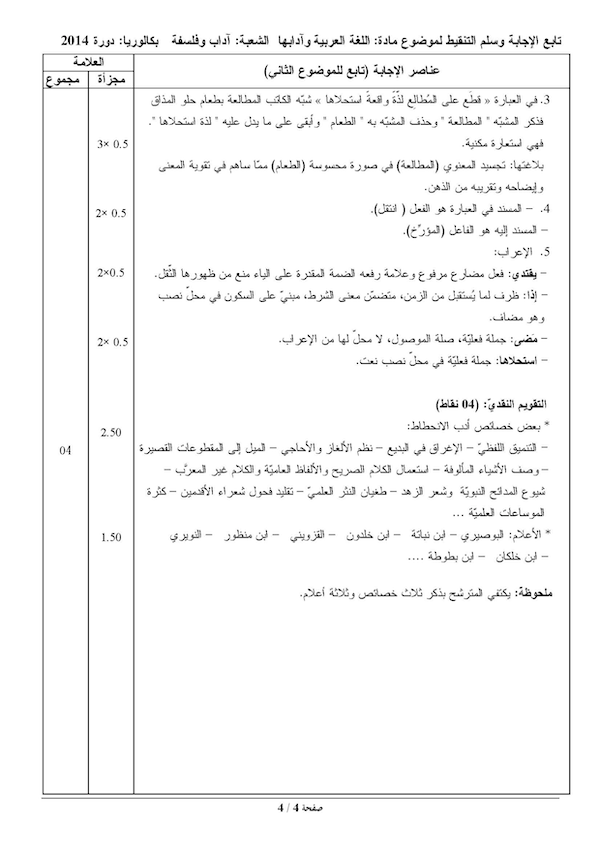 تابع الإجابة وسلم التنقيط لموضوع مادة: اللغة العربية وآدابها الشعبة: آداب وفلسفة بكالوريا: دورة 2014
عناصر الإجابة (تابع للموضوع الثاني)
العلامة
مجزأة
مجموع
3. في العبارة « قطَع على المُطالِع لذّةً واقعةً استحلاها » شبّه الكاتب المطالعة بطعام حلو المذاق
فذكر المشبّه " المطالعة " وحذف المشبّه به " الطعام " وأبقى على ما يدل عليه " لذة استحلاها ".
فهي استعارة مكنية.
3× 0.5
بلاغتها: تجسيد المعنوي (المطالعة) في صورة محسوسة (الطعام) ممّا ساهم في تقوية المعنى
وإيضاحه وتقريبه من الذهن.
4. – المسند في العبارة هو الفعل ( انتقل).
2× 0.5
– المسند إليه هو الفاعل (المؤرّخ).
5. الإعراب:
– يقتدي: فعل مضارع مرفوع وعلامة رفعه الضمة المقدرة على الياء منع من ظهورها الثّقل.
2×0.5
– إذا: ظرف لما يُستقبل من الزمن، متضمّن معنى الشرط، مبنيّ على السكون في محلّ نصب
وهو مضاف.
– مَضى: جملة فعليّة، صلة الموصول، لا محلّ لها من الإعراب.
2× 0.5
– استحلاها: جملة فعليّة في محلّ نصب نعت.
التقويم النقديّ: (04 نقاط)
* بعض خصائص أدب الانحطاط:
2.50
– التنميق اللفظيّ – الإغراق في البديع – نظم الألغاز والأحاجي – الميل إلى المقطوعات القصيرة
04
– وصف الأشياء المألوفة – استعمال الكلام الصريح والألفاظ العاميّة والكلام غير المعرَّب –
شيوع المدائح النبويّة وشعر الزهد – طغيان النثر العلميّ – تقليد فحول شعراء الأقدمين – كثرة
الموساعات العلميّة ...
* الأعلام: البوصيري – ابن نباتة – ابن خلدون – القزويني – ابن منظور – النويري
1.50
– ابن خلكان – ابن بطوطة ....
ملحوظة: يكتفي المترشح بذكر ثلاث خصائص وثلاثة أعلام.
صفحة 4 / 4